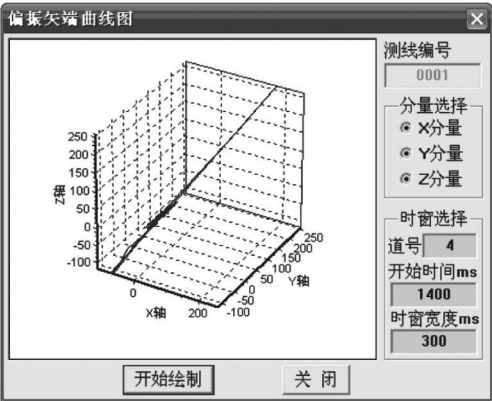 偏振矢端曲线图
测线编号
0001
分量选择
X分量
Y分量
Z分量
时窗选择
道号 4
开始时间ms
1400
时窗宽度ms
300
250
200
150
100
50
0
-50
-100
Z轴
0
200
X轴
-100
-50
0
50
100
150
200
250
Y轴
开始绘制
关 闭